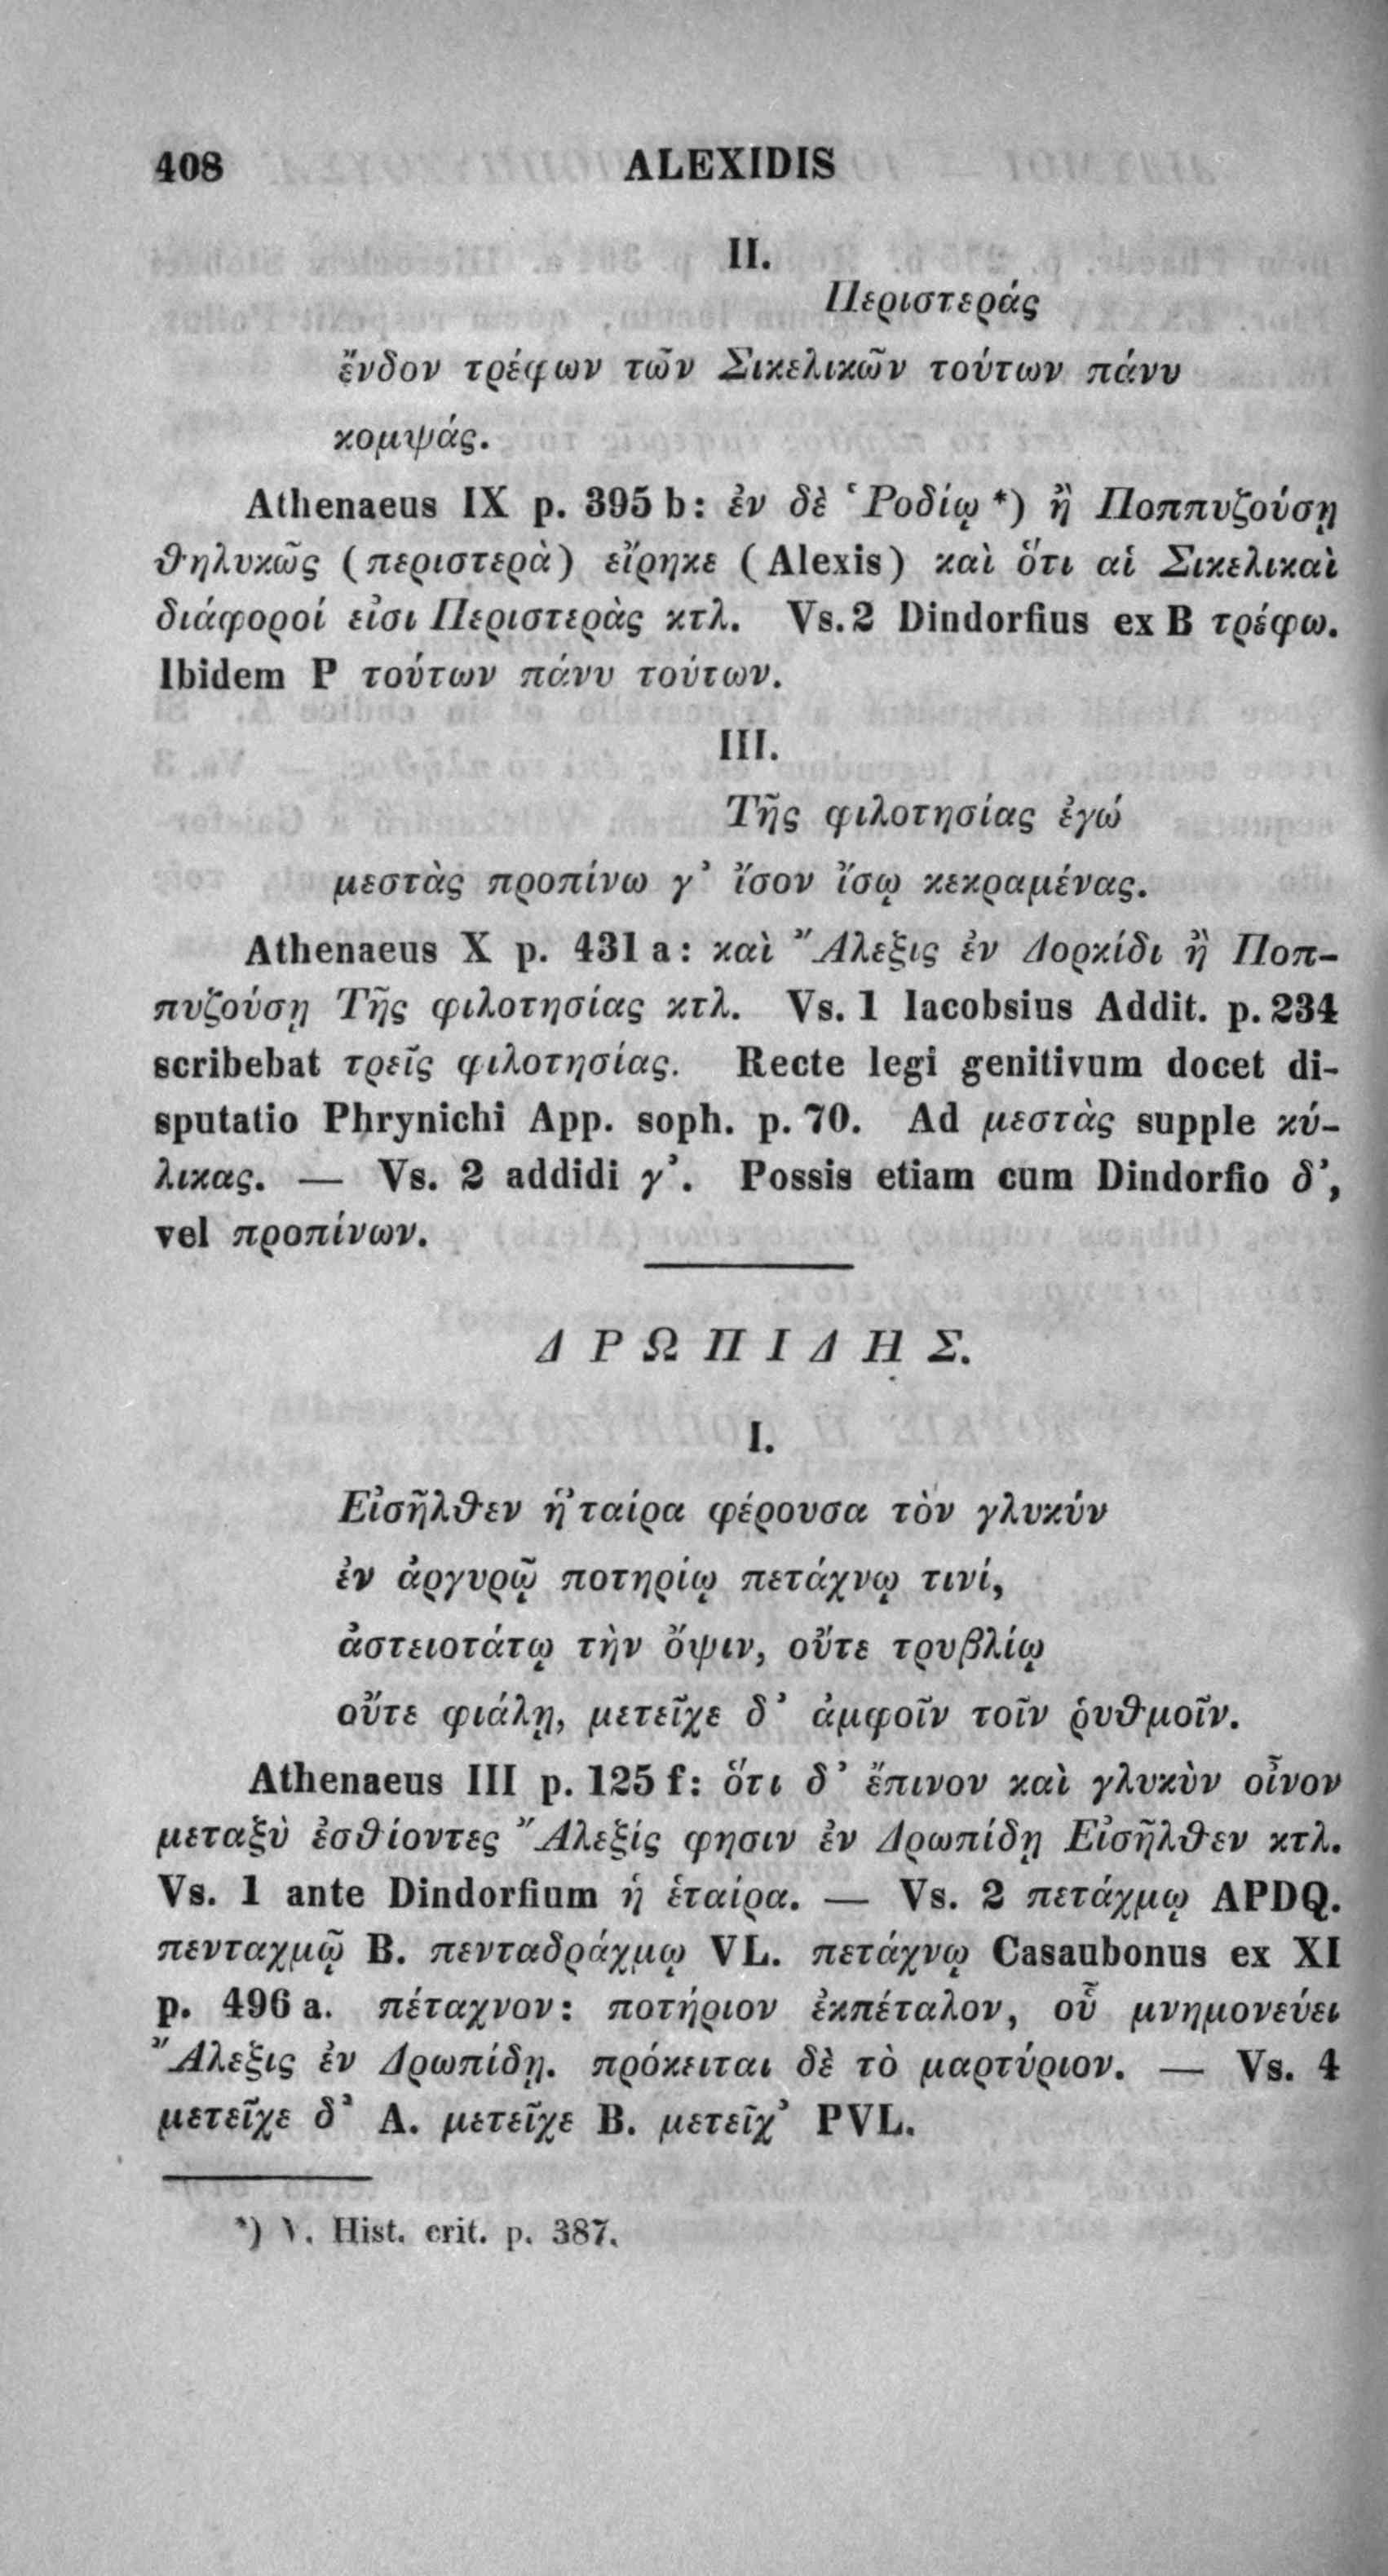 408
ALEXIDIS
II.
Περιστεράς
ἔνδον τρέφων τῶν Σικελικῶν τούτων πάνυ
κομψάς.
Athenaeus IX p. 395 b: ἐν δὲ Ῥοδίῳ *) ἢ Ποππυζούσῃ
θηλυκῶς (περιστερὰ) εἴρηκε (Alexis) καὶ ὅτι αἱ Σικελικαὶ
διάφοροί εἰσι Περιστερὰς κτλ. Vs. 2 Dindorfius ex B τρέφω.
Ibidem P τούτων πάνυ τούτων.
III.
Τῆς φιλοτησίας ἐγώ
μεστὰς προπίνω γ’ ἴσον ἴσῳ κεκραμένας.
Athenaeus X p. 431 a: καὶ Ἄλεξις ἐν Δορκίδι ἢ Ποπ-
πυζούσῃ Τῆς φιλοτησίας κτλ. Vs. 1 Iacobsius Addit. p. 234
scribebat τρεῖς φιλοτησίας. Recte legi genitivum docet di-
sputatio Phrynichi App. soph. p. 70. Ad μεστὰς supple κύ-
λικας. — Vs. 2 addidi γ’. Possis etiam cum Dindorfio δ’,
vel προπίνων.
ΔΡΩΠΙΔΗΣ.
I.
Εἰσῆλθεν ἡ’ταίρα φέρουσα τὸν γλυκύν
ἐν ἀργυρῷ ποτηρίῳ πετάχνῳ τινί,
ἀστειοτάτῳ τὴν ὄψιν, οὔτε τρυβλίῳ
οὔτε φιάλῃ, μετεῖχε δ’ ἀμφοῖν τοῖν ῥυθμοῖν.
Athenaeus III p. 125 f: ὅτι δ’ ἔπινον καὶ γλυκὺν οἶνον
μεταξὺ ἐσθίοντες Ἄλεξίς φησιν ἐν Δρωπίδῃ Εἰσῆλθεν κτλ.
Vs. 1 ante Dindorfium ἡ ἑταίρα. — Vs. 2 πετάχμῳ APDQ.
πενταχμῷ B. πενταδράχμῳ VL. πετάχνῳ Casaubonus ex XI
p. 496 a. πέταχνον: ποτήριον ἐκπέταλον, οὗ μνημονεύει
Ἄλεξις ἐν Δρωπίδῃ. πρόκειται δὲ τὸ μαρτύριον. — Vs. 4
μετεῖχε δ’ A. μετεῖχε B. μετεῖχ’ PVL.
*) V. Hist. crit. p. 387.